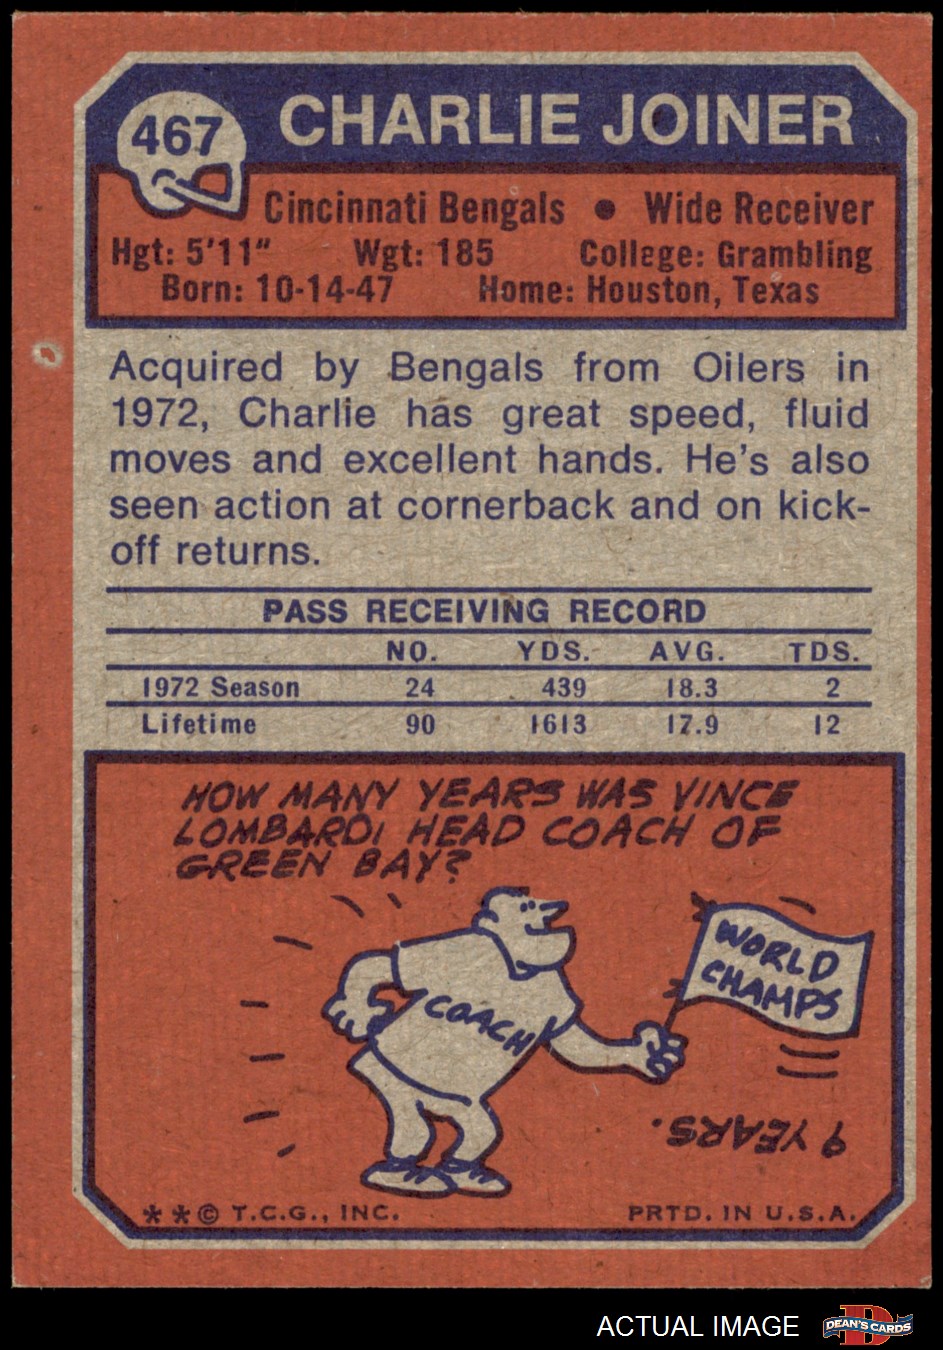 467
CHARLIE JOINER
Cincinnati Bengals • Wide Receiver
Hgt: 5'11" Wgt: 185 College: Grambling
Born: 10-14-47 Home: Houston, Texas
Acquired by Bengals from Oilers in
1972, Charlie has great speed, fluid
moves and excellent hands. He's also
seen action at cornerback and on kick-
off returns.
PASS RECEIVING RECORD
NO. YDS. AVG. TDS.
1972 Season 24 439 18.3 2
Lifetime 90 1613 17.9 12
HOW MANY YEARS WAS VINCE
LOMBARDI HEAD COACH OF
GREEN BAY?
WORLD
CHAMPS
COACH
9 YEARS.
**© T.C.G., INC. PRTD. IN U.S.A.
ACTUAL IMAGE
DEAN'S CARDS